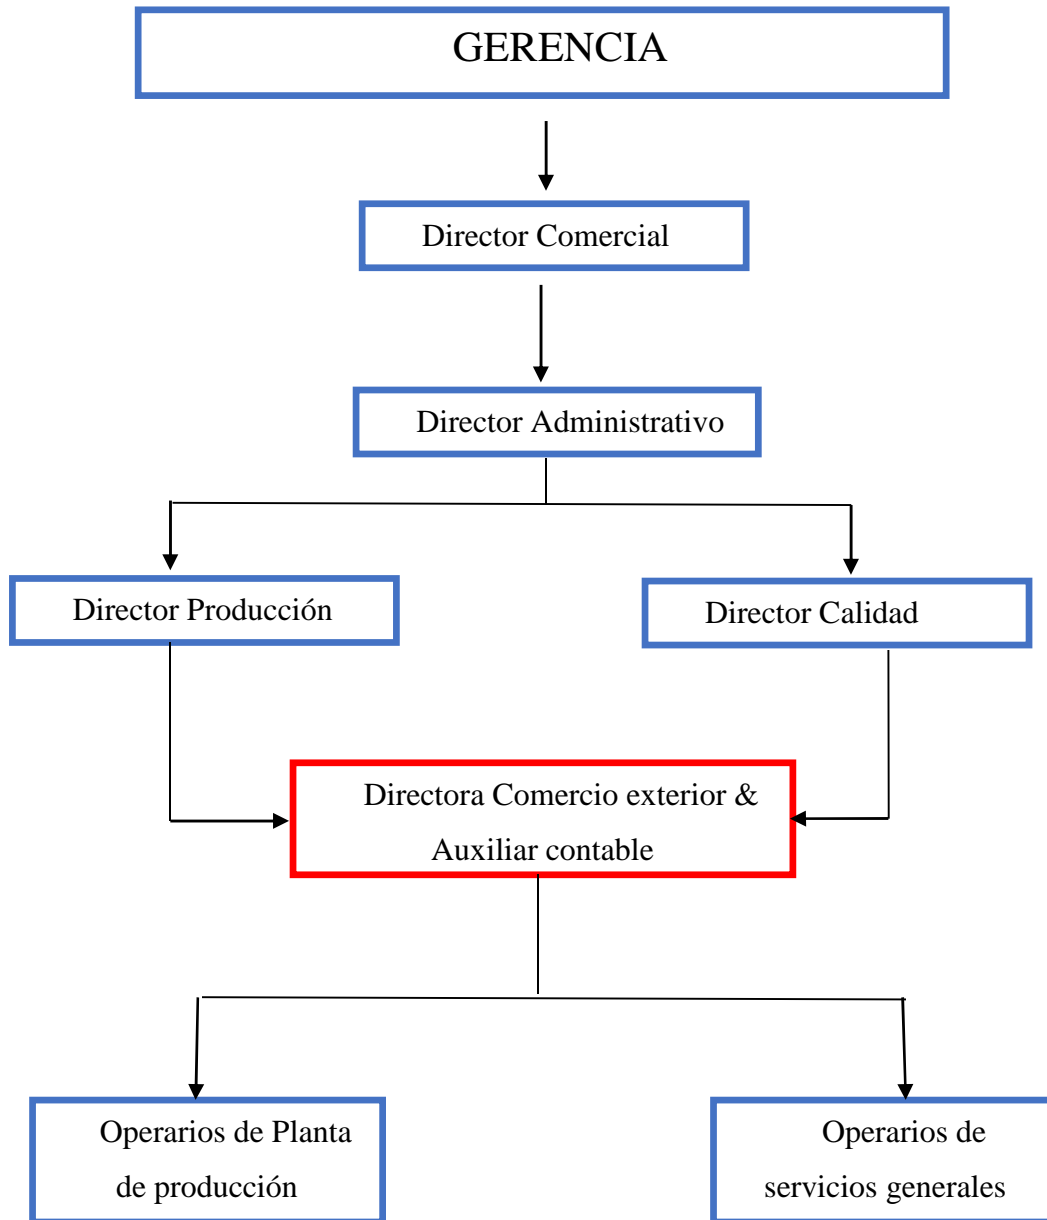 GERENCIA
Director Comercial
Director Administrativo
Director Producción
Director Calidad
Directora Comercio exterior &
Auxiliar contable
Operarios de Planta
de producción
Operarios de
servicios generales